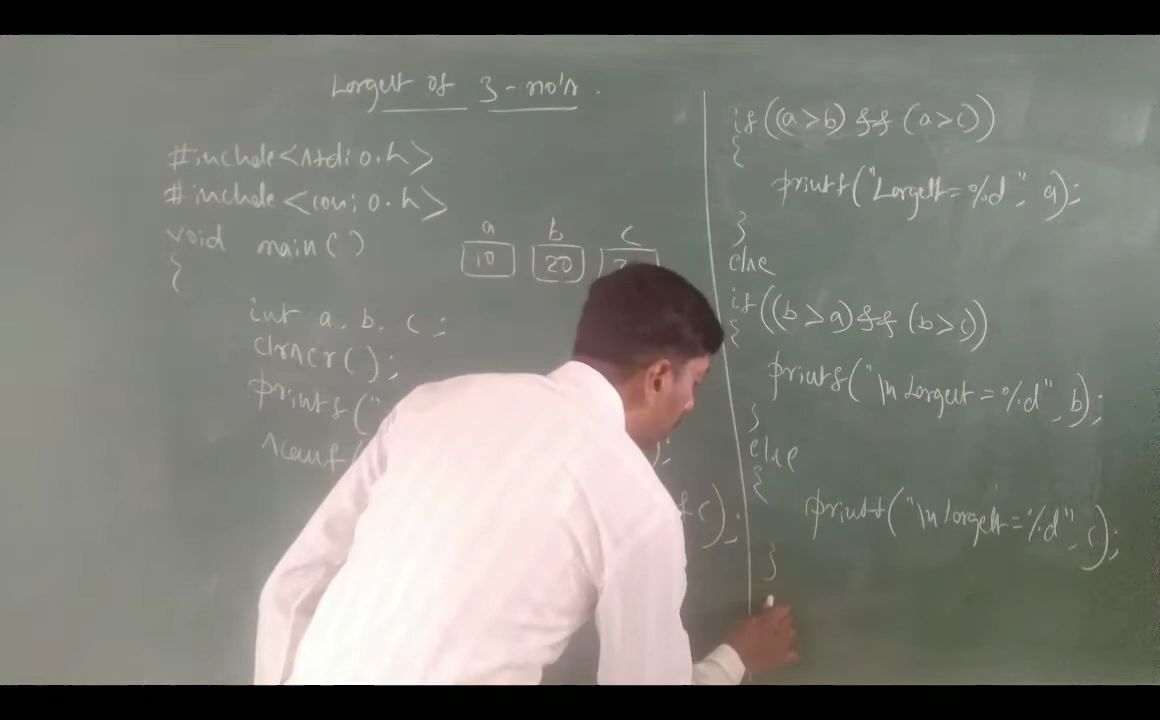 Largest of 3-no's.
#include<stdio.h>
#include<conio.h>
void main()
{
a b c
10 20
int a, b, c;
clrscr();
printf("
scanf(
);
c);
if((a>b) && (a>c))
{
printf("Largest=%d", a);
}
else
if((b>a)&&(b>c))
{
printf("\n Largest=%d", b);
}
else
{
printf("\n Largest=%d", c);
}